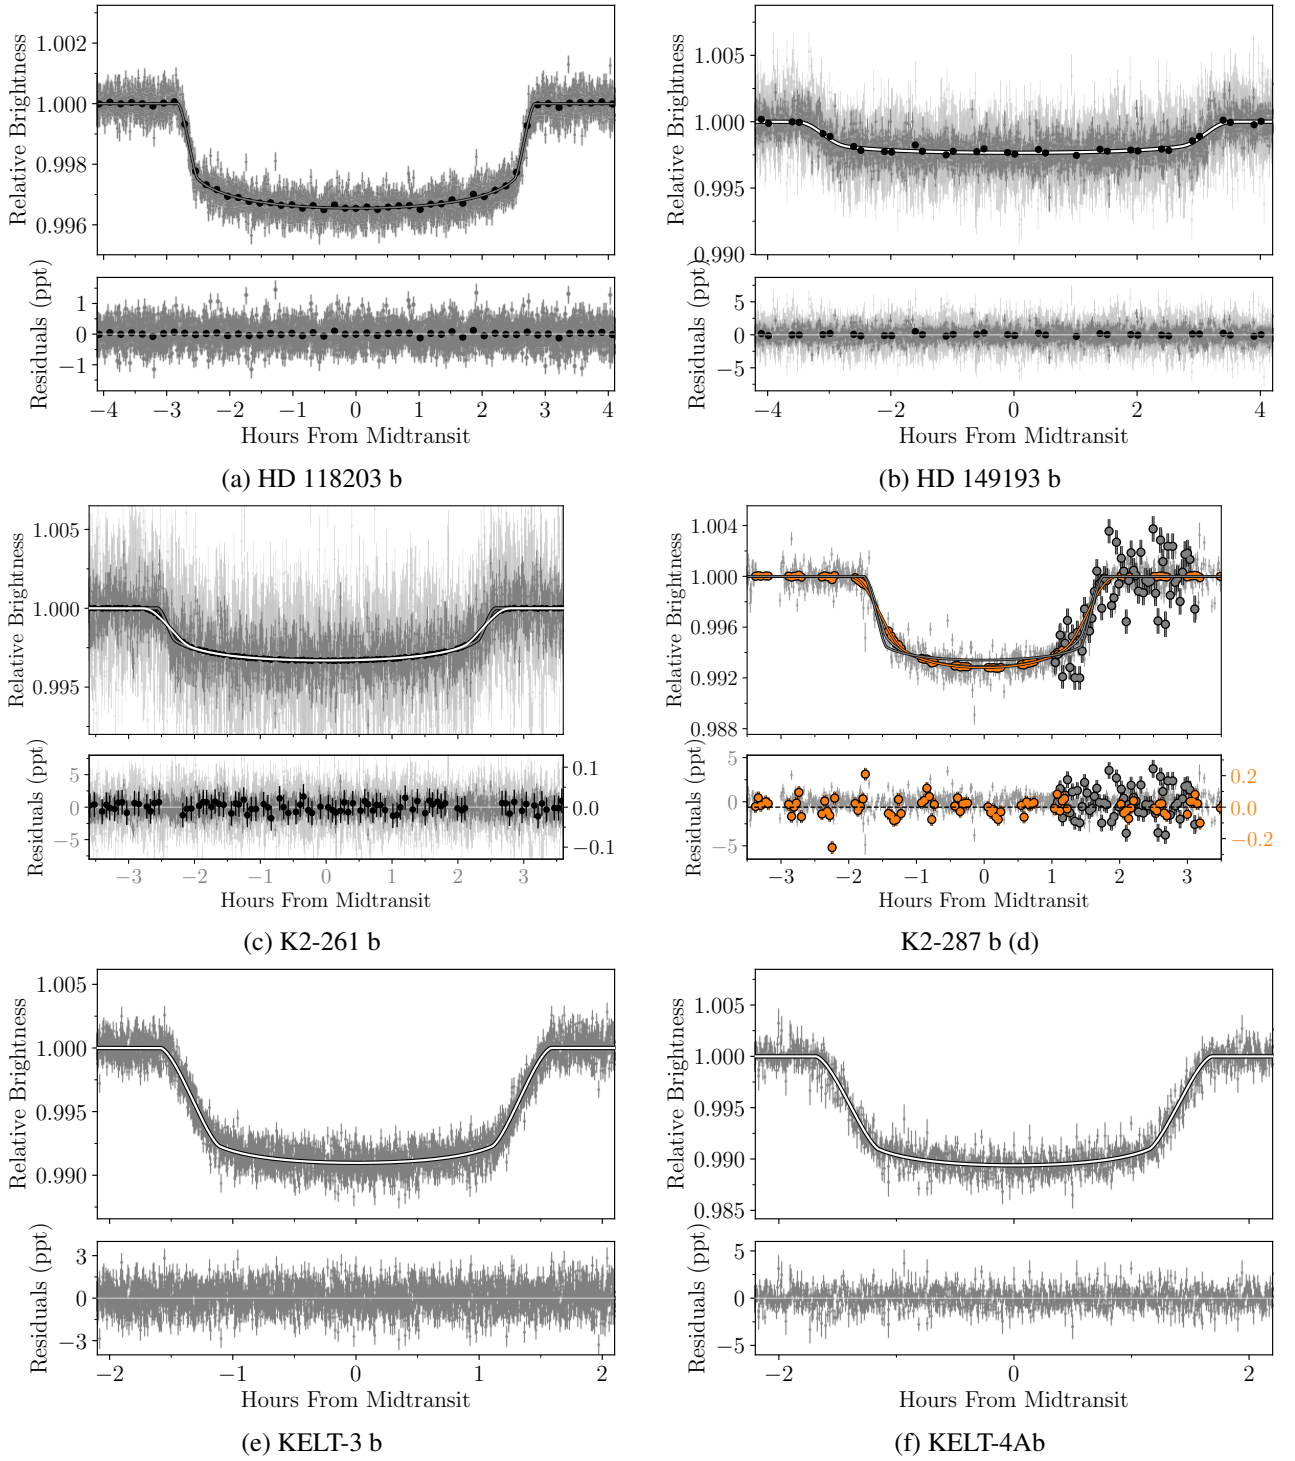 Relative Brightness
1.002
1.000
0.998
0.996
Residuals (ppt)
1
0
−1
−4 −3 −2 −1 0 1 2 3 4
Hours From Midtransit
(a) HD 118203 b
Relative Brightness
1.005
1.000
0.995
0.990
Residuals (ppt)
5
0
−5
−4 −2 0 2 4
Hours From Midtransit
(b) HD 149193 b
Relative Brightness
1.005
1.000
0.995
Residuals (ppt)
5
0
−5
0.1
0.0
−0.1
−3 −2 −1 0 1 2 3
Hours From Midtransit
(c) K2-261 b
Relative Brightness
1.004
1.000
0.996
0.992
0.988
Residuals (ppt)
5
0
−5
0.2
0.0
−0.2
−3 −2 −1 0 1 2 3
Hours From Midtransit
K2-287 b (d)
Relative Brightness
1.005
1.000
0.995
0.990
Residuals (ppt)
3
0
−3
−2 −1 0 1 2
Hours From Midtransit
(e) KELT-3 b
Relative Brightness
1.005
1.000
0.995
0.990
0.985
Residuals (ppt)
5
0
−5
−2 0 2
Hours From Midtransit
(f) KELT-4Ab